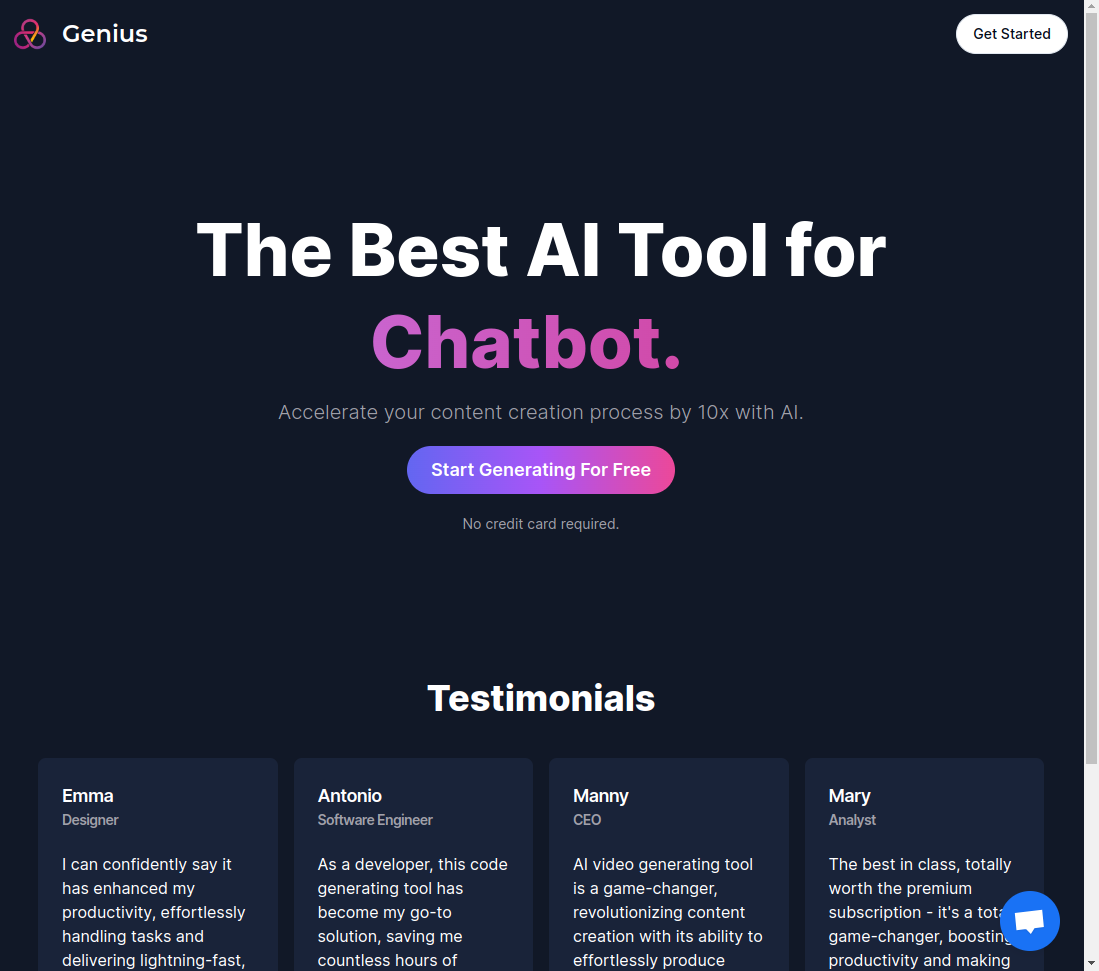 Genius
Get Started
The Best AI Tool for
Chatbot.
Accelerate your content creation process by 10x with AI.
Start Generating For Free
No credit card required.
Testimonials
Emma
Designer
I can confidently say it
has enhanced my
productivity, effortlessly
handling tasks and
delivering lightning-fast,
Antonio
Software Engineer
As a developer, this code
generating tool has
become my go-to
solution, saving me
countless hours of
Manny
CEO
AI video generating tool
is a game-changer,
revolutionizing content
creation with its ability to
effortlessly produce
Mary
Analyst
The best in class, totally
worth the premium
subscription - it's a
game-changer, boosting
productivity and making